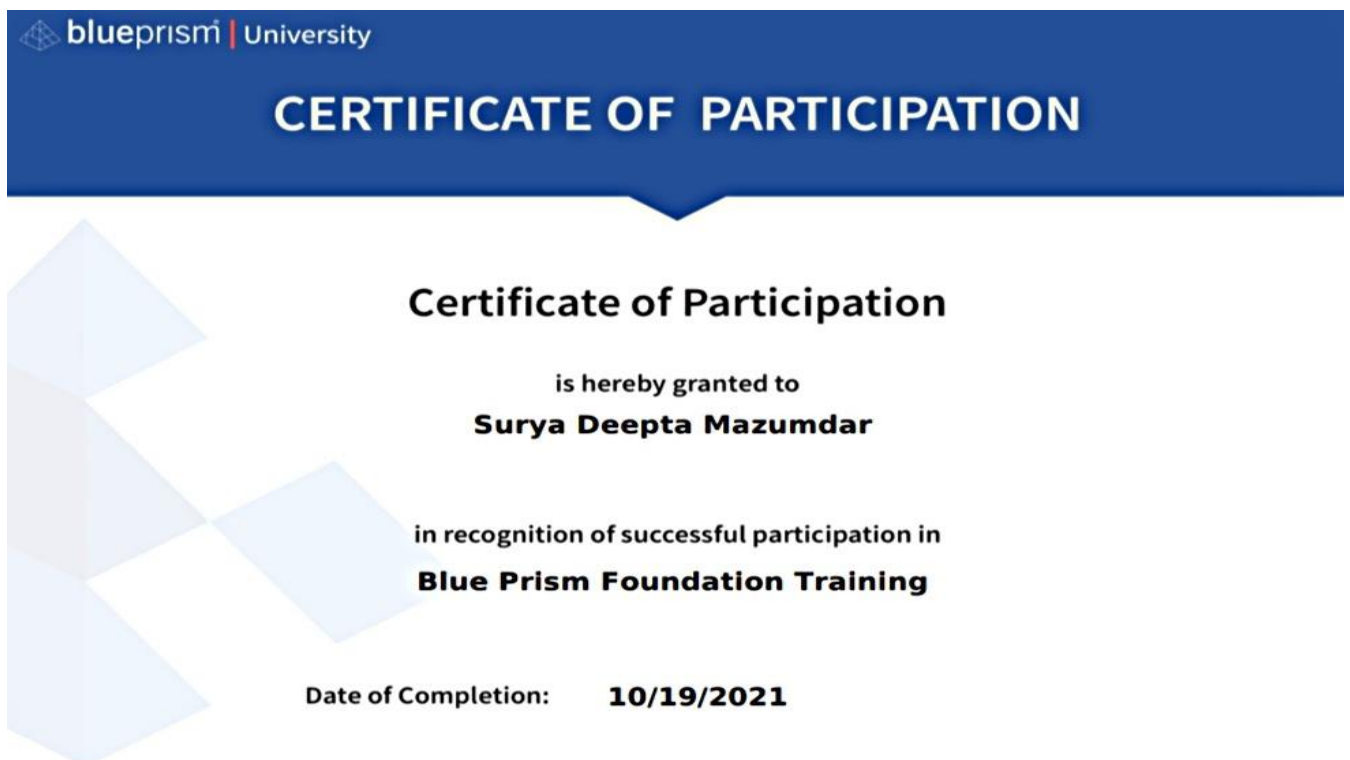 blueprism | University
CERTIFICATE OF PARTICIPATION
Certificate of Participation
is hereby granted to
Surya Deepta Mazumdar
in recognition of successful participation in
Blue Prism Foundation Training
Date of Completion: 10/19/2021